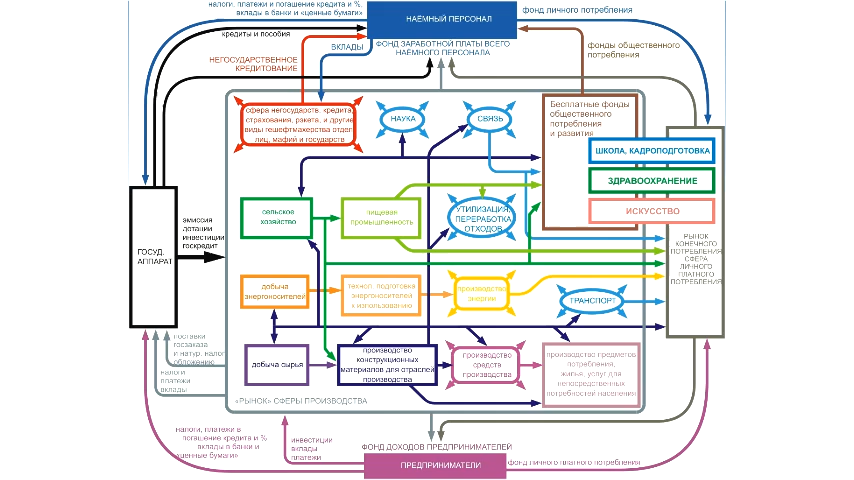 налоги, платежи и погашение кредита и %,
вклады в банки и «ценные бумаги»
НАЁМНЫЙ ПЕРСОНАЛ
фонд личного потребления
кредиты и пособия
ВКЛАДЫ
ФОНД ЗАРАБОТНОЙ ПЛАТЫ ВСЕГО
НАЁМНОГО ПЕРСОНАЛА
фонды общественного
потребления
НЕГОСУДАРСТВЕННОЕ
КРЕДИТОВАНИЕ
сфера негосударств. кредита,
страхования, ракета, и другие
виды гешефтмахерства отдел.
лиц, мафий и государств
НАУКА
СВЯЗЬ
Бесплатные фонды
общественного
потребления
и развития
ШКОЛА, КАДРОПОДГОТОВКА
ЗДРАВООХРАНЕНИЕ
ИСКУССТВО
сельское
хозяйство
пищевая
промышленность
УТИЛИЗАЦИЯ,
ПЕРЕРАБОТКА
ОТХОДОВ
эмиссия
дотации
инвестиции
госкредит
ГОСУД.
АППАРАТ
РЫНОК
КОНЕЧНОГО
ПОТРЕБЛЕНИЯ
СФЕРА
ЛИЧНОГО
ПЛАТНОГО
ПОТРЕБЛЕНИЯ
добыча
энергоносителей
технол. подготовка
энергоносителей
к использованию
производство
энергии
ТРАНСПОРТ
поставки
госзаказа
и натур. налог
обложению
налоги
платежи
вклады
добыча сырья
производство
конструкционных
материалов для отраслей
производства
производство
средств
производства
производство предметов
потребления,
жилья, услуг для
непосредственных
потребностей населения
«РЫНОК» СФЕРЫ ПРОИЗВОДСТВА
налоги, платежи в
погашение кредита и %
вклады в банки и
«ценные бумаги»
инвестиции
вклады
платежи
ФОНД ДОХОДОВ ПРЕДПРИНИМАТЕЛЕЙ
ПРЕДПРИНИМАТЕЛИ
фонд личного платного потребления